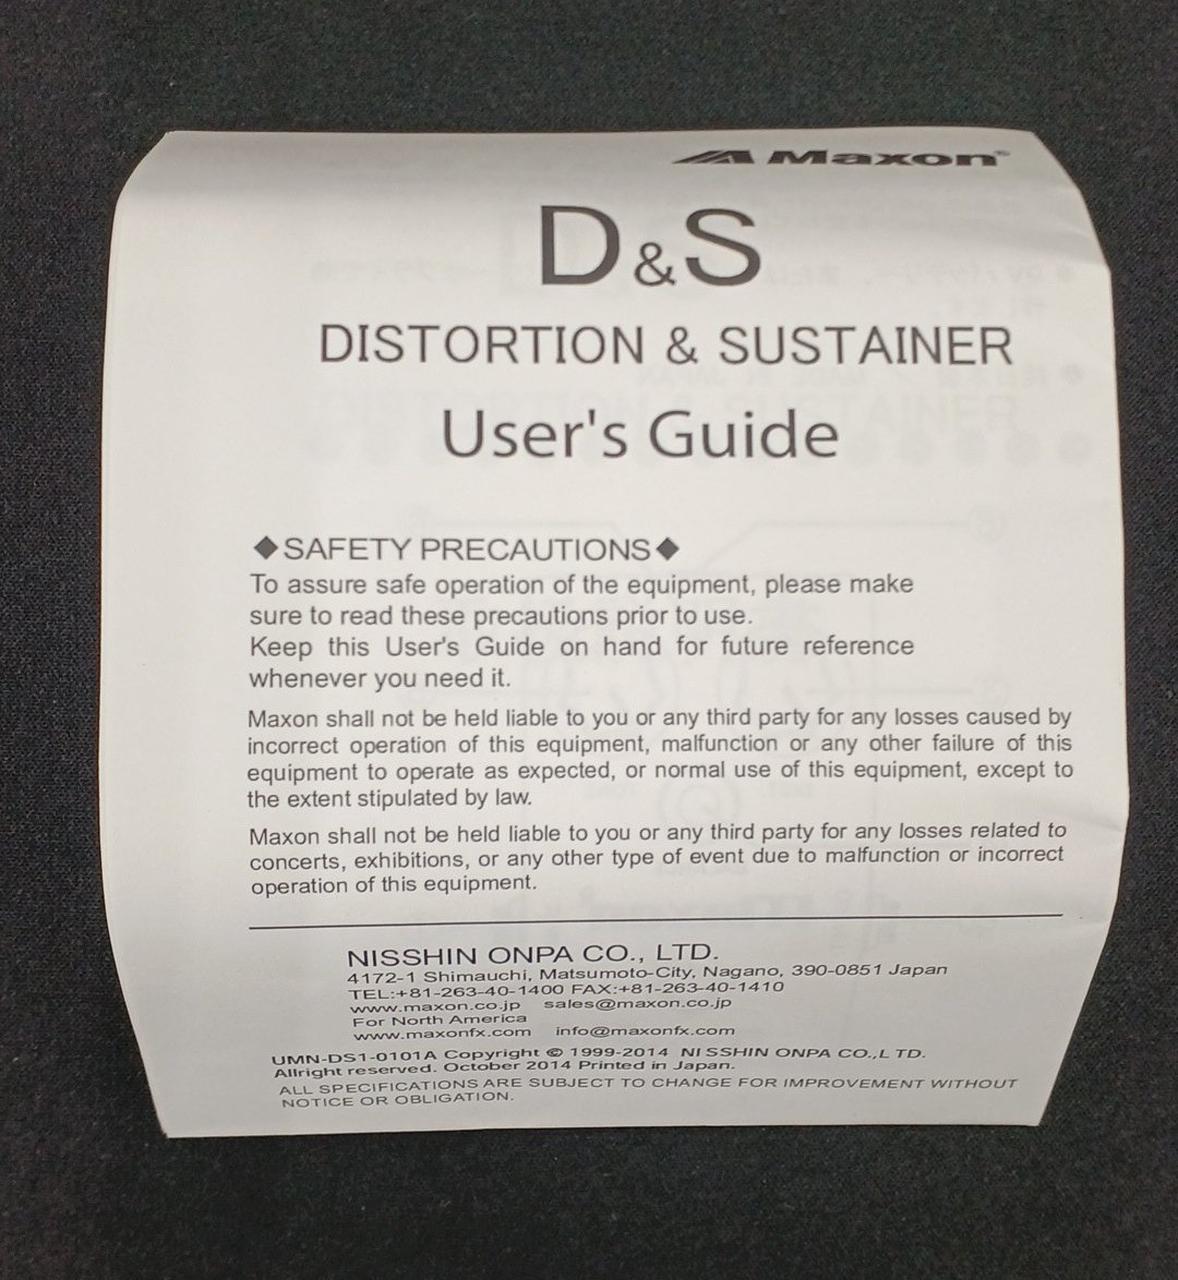 Maxon®
D&S
DISTORTION & SUSTAINER
User's Guide
◆SAFETY PRECAUTIONS◆
To assure safe operation of the equipment, please make
sure to read these precautions prior to use.
Keep this User's Guide on hand for future reference
whenever you need it.
Maxon shall not be held liable to you or any third party for any losses caused by
incorrect operation of this equipment, malfunction or any other failure of this
equipment to operate as expected, or normal use of this equipment, except to
the extent stipulated by law.
Maxon shall not be held liable to you or any third party for any losses related to
concerts, exhibitions, or any other type of event due to malfunction or incorrect
operation of this equipment.
NISSHIN ONPA CO., LTD.
4172-1 Shimauchi, Matsumoto-City, Nagano, 390-0851 Japan
TEL:+81-263-40-1400 FAX:+81-263-40-1410
www.maxon.co.jp sales@maxon.co.jp
For North America
www.maxonfx.com info@maxonfx.com
UMN-DS1-0101A Copyright © 1999-2014 NISSHIN ONPA CO.,L TD.
Allright reserved. October 2014 Printed in Japan.
ALL SPECIFICATIONS ARE SUBJECT TO CHANGE FOR IMPROVEMENT WITHOUT
NOTICE OR OBLIGATION.